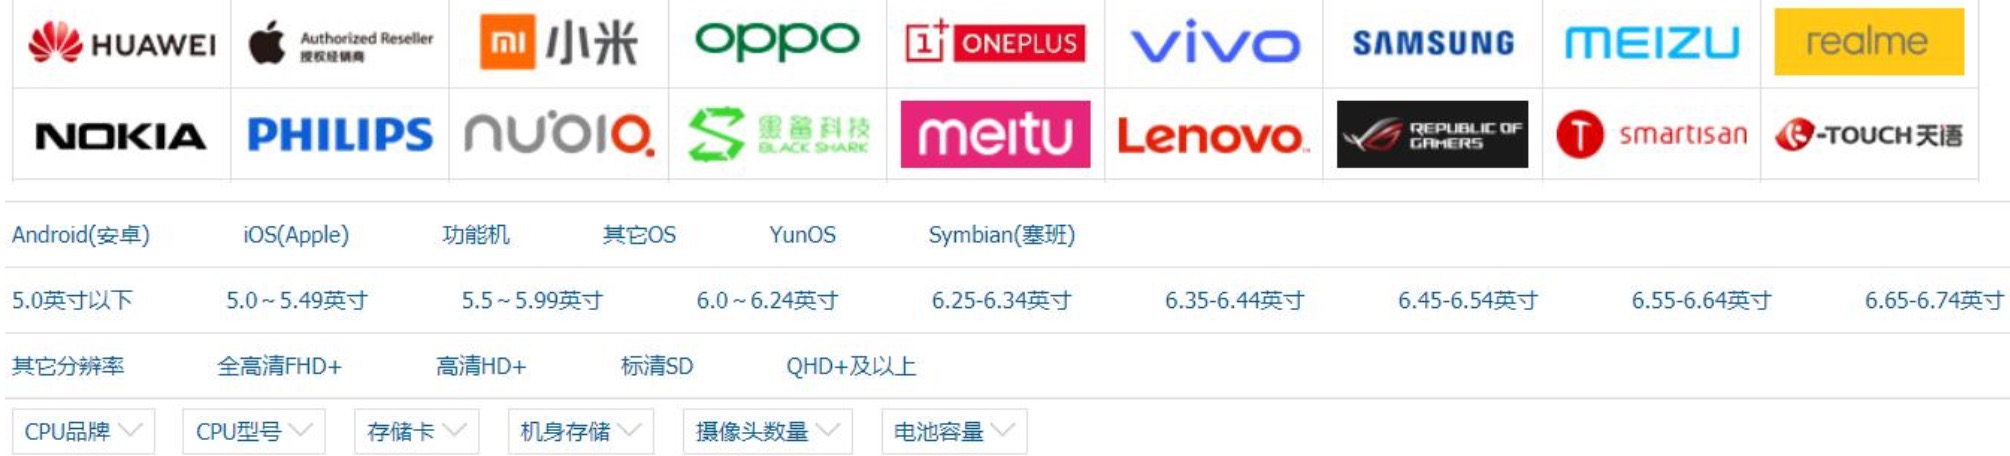 HUAWEI Authorized Reseller 授权经销商 mi 小米 oppo 1+ ONEPLUS vivo SAMSUNG MEIZU realme
NOKIA PHILIPS nubia 黑鲨科技 BLACK SHARK meitu Lenovo REPUBLIC OF GAMERS T smartisan K-TOUCH天语
Android(安卓) iOS(Apple) 功能机 其它OS YunOS Symbian(塞班)
5.0英寸以下 5.0~5.49英寸 5.5~5.99英寸 6.0~6.24英寸 6.25-6.34英寸 6.35-6.44英寸 6.45-6.54英寸 6.55-6.64英寸 6.65-6.74英寸
其它分辨率 全高清FHD+ 高清HD+ 标清SD QHD+及以上
CPU品牌 CPU型号 存储卡 机身存储 摄像头数量 电池容量